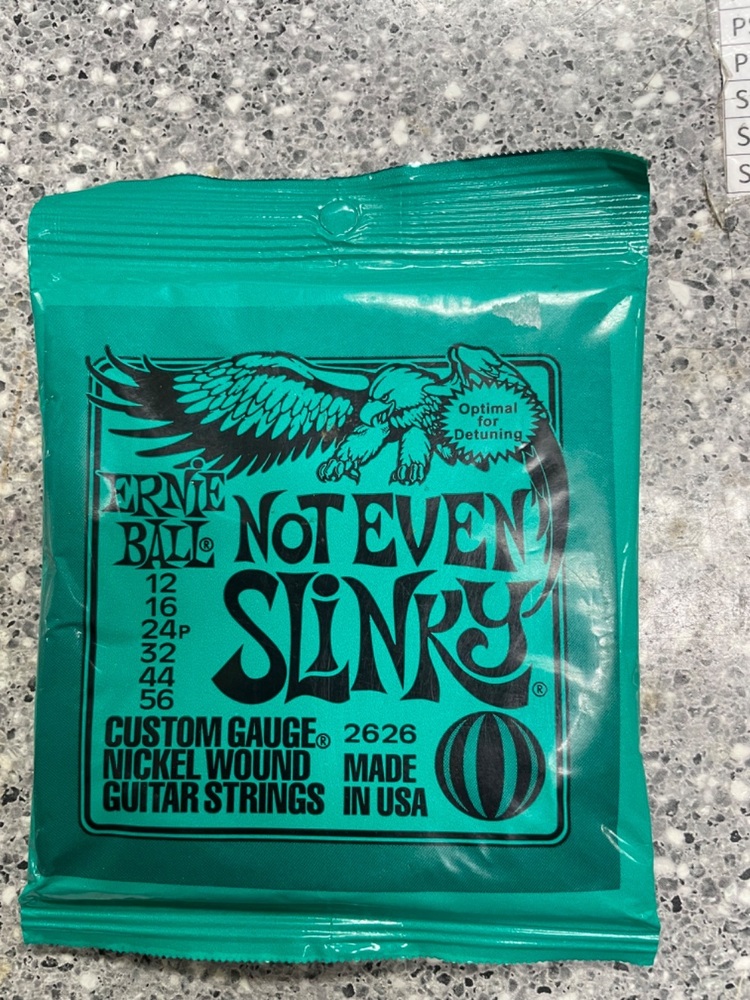 P
P
S
S
S
Optimal
for
Detuning
ERNiE
BALL®
NOT EVEN
SLiNKY®
12
16
24P
32
44
56
CUSTOM GAUGE®
NICKEL WOUND
GUITAR STRINGS
2626
MADE
IN USA